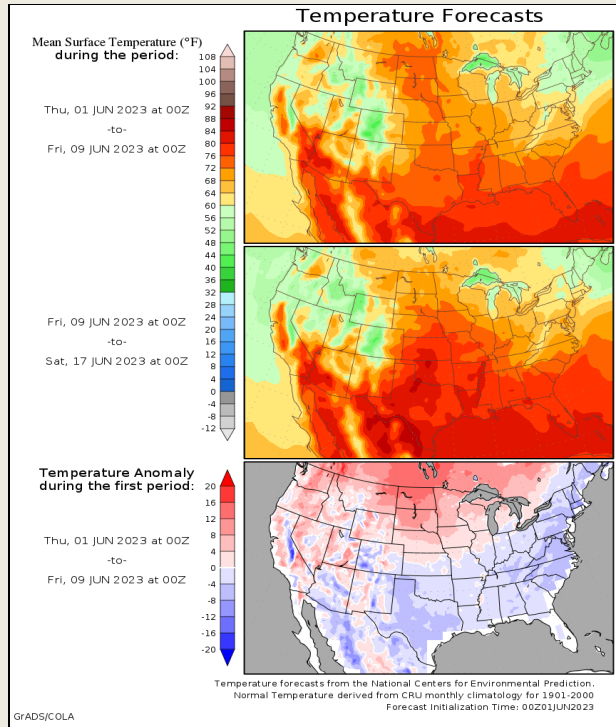 Temperature Forecasts
Mean Surface Temperature (°F)
during the period:
108
104
100
96
92
88
84
80
76
72
68
64
60
56
52
48
44
40
36
32
28
24
20
16
12
8
4
0
-4
-8
-12
Thu, 01 JUN 2023 at 00Z
-to-
Fri, 09 JUN 2023 at 00Z
Fri, 09 JUN 2023 at 00Z
-to-
Sat, 17 JUN 2023 at 00Z
Temperature Anomaly
during the first period:
20
16
12
8
4
0
-4
-8
-12
-16
-20
Thu, 01 JUN 2023 at 00Z
-to-
Fri, 09 JUN 2023 at 00Z
Temperature forecasts from the National Centers for Environmental Prediction.
Normal Temperature derived from CRU monthly climatology for 1901-2000
Forecast Initialization Time: 00Z01JUN2023
GrADS/COLA